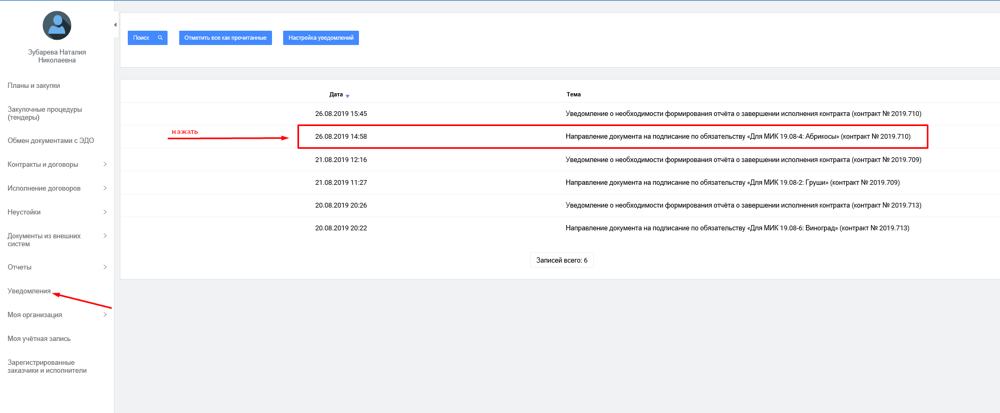 Зубарева Наталия
Николаевна
Планы и закупки
Закупочные процедуры
(тендеры)
Обмен документами с ЭДО
Контракты и договоры
Исполнение договоров
Неустойки
Документы из внешних
систем
Отчеты
Уведомления
Моя организация
Моя учётная запись
Зарегистрированные
заказчики и исполнители
Поиск Отметить все как прочитанные Настройка уведомлений
Дата Тема
26.08.2019 15:45 Уведомление о необходимости формирования отчёта о завершении исполнения контракта (контракт № 2019.710)
нажать
26.08.2019 14:58 Направление документа на подписание по обязательству «Для МИК 19.08-4: Абрикосы» (контракт № 2019.710)
21.08.2019 12:16 Уведомление о необходимости формирования отчёта о завершении исполнения контракта (контракт № 2019.709)
21.08.2019 11:27 Направление документа на подписание по обязательству «Для МИК 19.08-2: Груши» (контракт № 2019.709)
20.08.2019 20:26 Уведомление о необходимости формирования отчёта о завершении исполнения контракта (контракт № 2019.713)
20.08.2019 20:22 Направление документа на подписание по обязательству «Для МИК 19.08-6: Виноград» (контракт № 2019.713)
Записей всего: 6